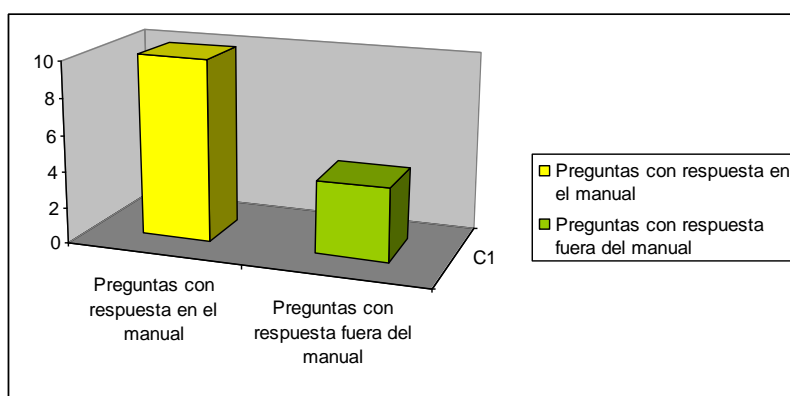 10
8
6
4
2
0
C1
Preguntas con
respuesta en el
manual
Preguntas con
respuesta fuera del
manual
Preguntas con respuesta en
el manual
Preguntas con respuesta
fuera del manual